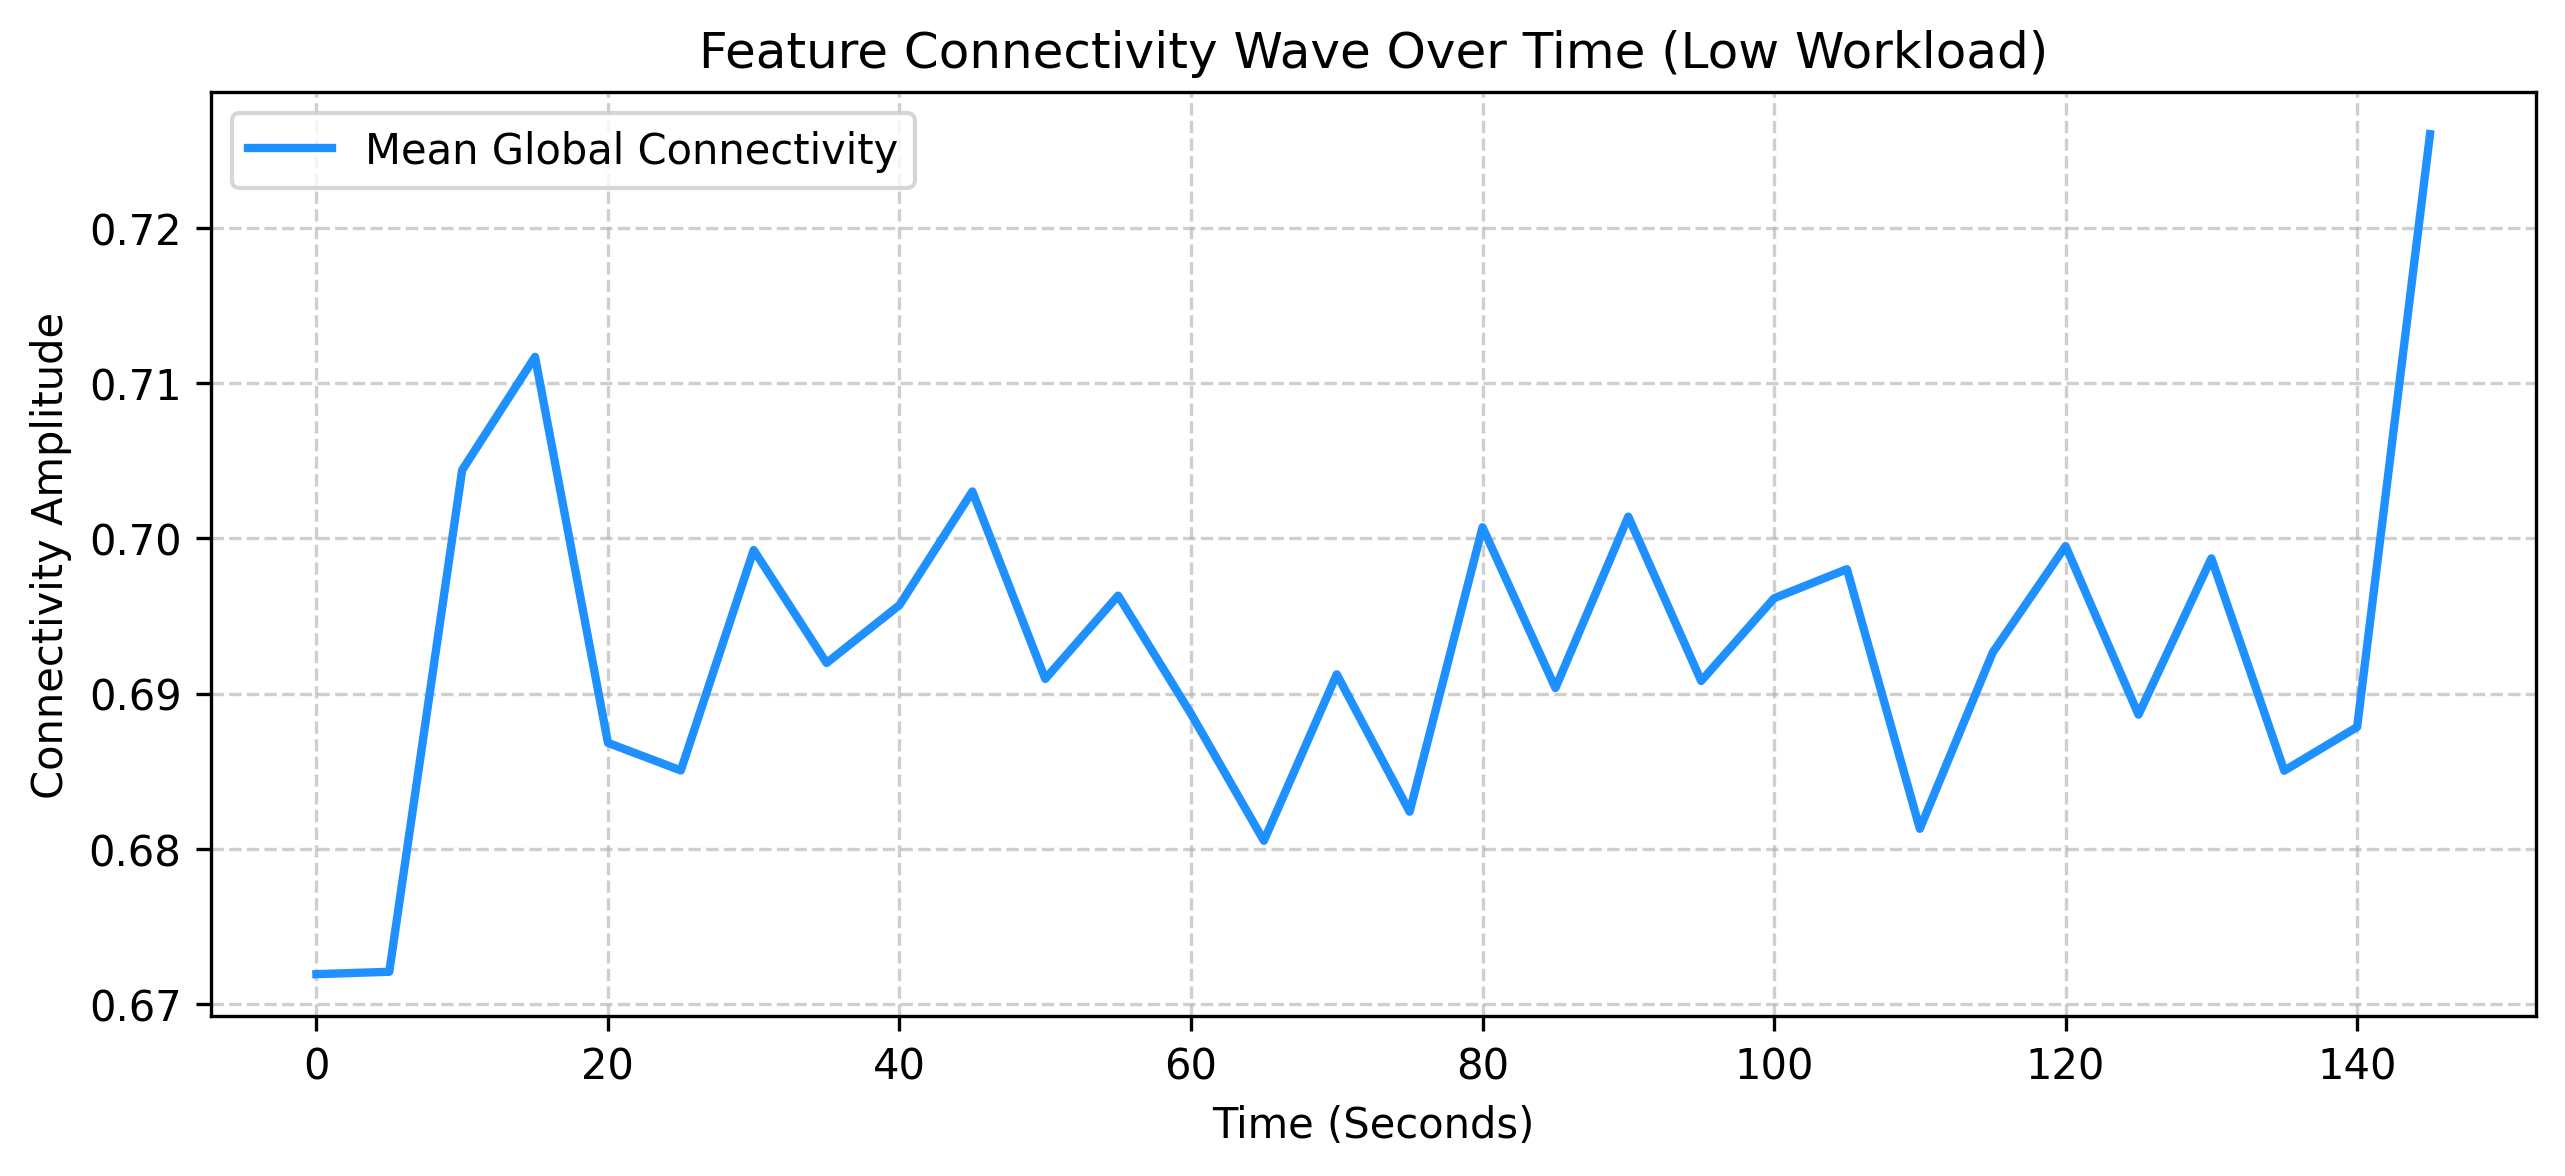 Feature Connectivity Wave Over Time (Low Workload)
Mean Global Connectivity
Connectivity Amplitude
0.72
0.71
0.70
0.69
0.68
0.67
0 20 40 60 80 100 120 140
Time (Seconds)